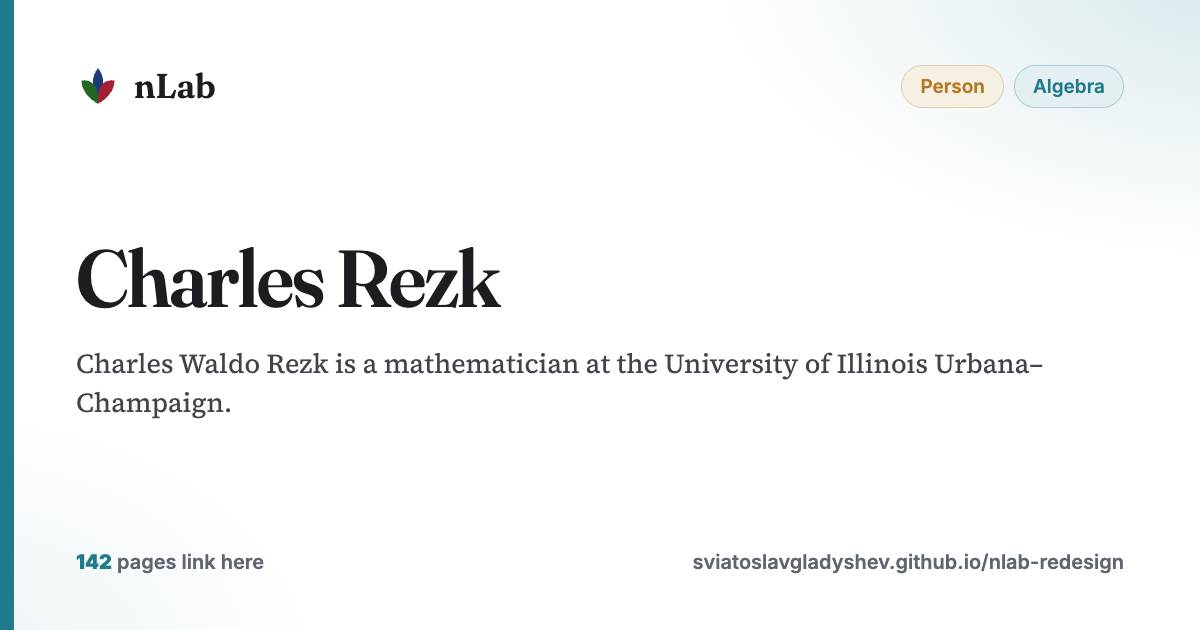 nLab
Person
Algebra
Charles Rezk
Charles Waldo Rezk is a mathematician at the University of Illinois Urbana–
Champaign.
142 pages link here
sviatoslavgladyshev.github.io/nlab-redesign